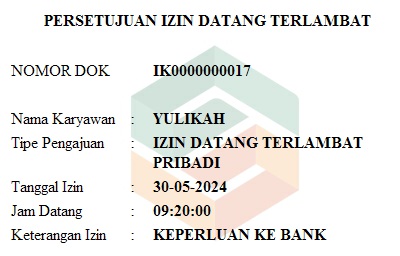 PERSETUJUAN IZIN DATANG TERLAMBAT
NOMOR DOK IK0000000017
Nama Karyawan : YULIKAH
Tipe Pengajuan : IZIN DATANG TERLAMBAT
PRIBADI
Tanggal Izin : 30-05-2024
Jam Datang : 09:20:00
Keterangan Izin : KEPERLUAN KE BANK